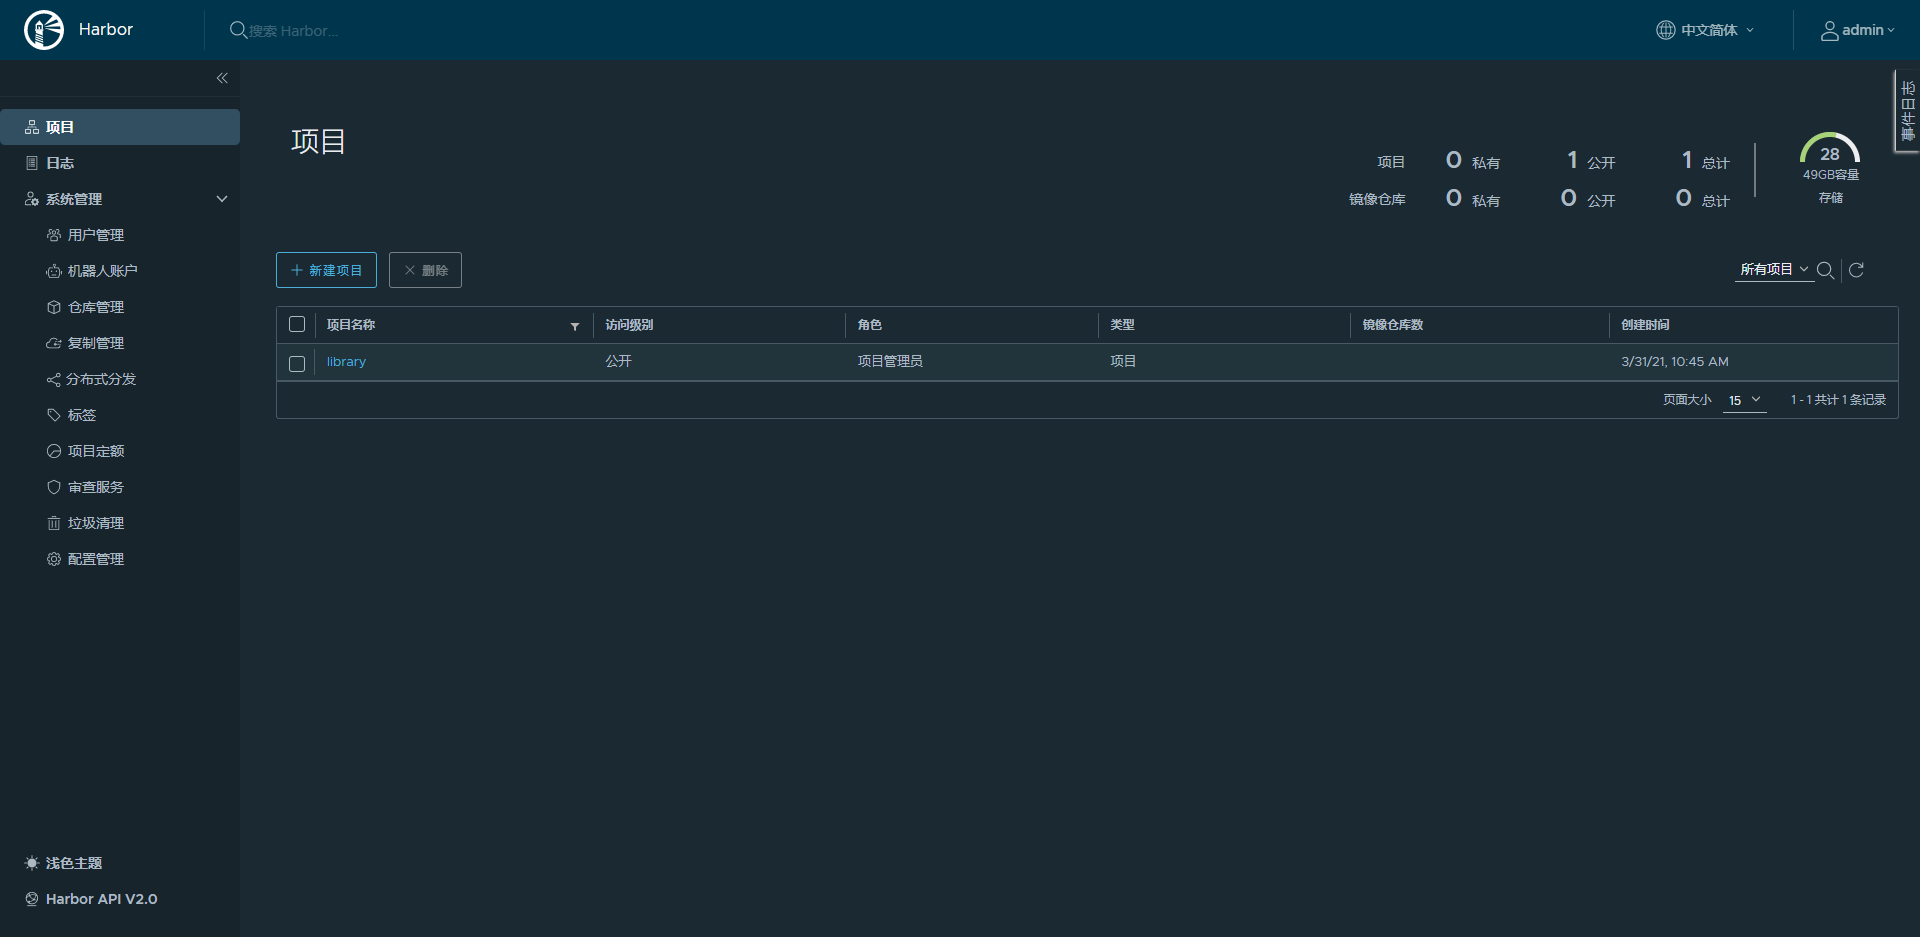 Harbor
搜索 Harbor...
中文简体
admin
事件日志
项目
日志
系统管理
用户管理
机器人账户
仓库管理
复制管理
分布式分发
标签
项目定额
审查服务
垃圾清理
配置管理
浅色主题
Harbor API V2.0
项目
项目 0 私有 1 公开 1 总计
镜像仓库 0 私有 0 公开 0 总计
28
49GB容量
存储
新建项目 删除
所有项目
项目名称 访问级别 角色 类型 镜像仓库数 创建时间
library 公开 项目管理员 项目 3/31/21, 10:45 AM
页面大小 15 1 - 1 共计 1 条记录